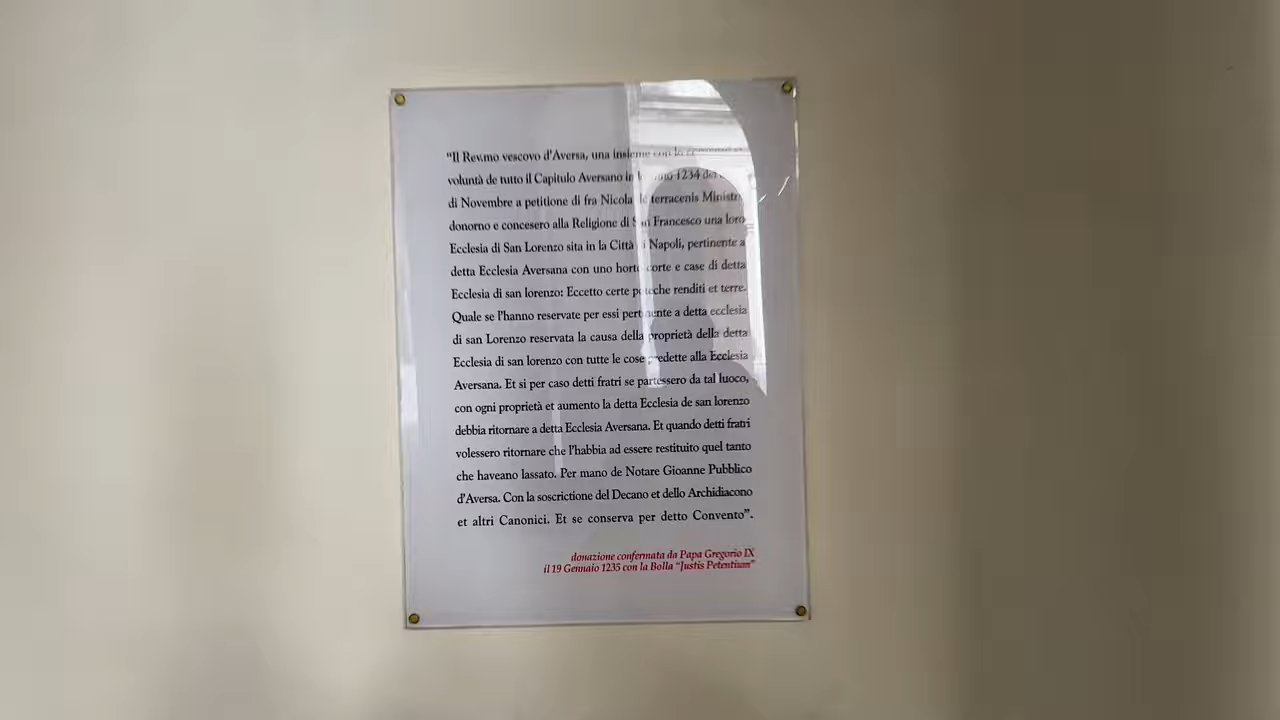 “Il Rev.mo vescovo d’Aversa, una insieme con la
voluntà de tutto il Capitulo Aversano in 1234
di Novembre a petitione di fra Nicola de terracenis Ministro
donorno e concesero alla Religione di San Francesco una loro
Ecclesia di San Lorenzo sita in la Città di Napoli, pertinente a
detta Ecclesia Aversana con uno horto corte e case di detta
Ecclesia di san lorenzo: Eccetto certe poteche renditi et terre.
Quale se l’hanno reservate per essi pertinente a detta ecclesia
di san Lorenzo reservata la causa della proprietà della detta
Ecclesia di san lorenzo con tutte le cose predette alla Ecclesia
Aversana. Et si per caso detti fratri se partessero da tal luoco,
con ogni proprietà et aumento la detta Ecclesia de san lorenzo
debbia ritornare a detta Ecclesia Aversana. Et quando detti fratri
volessero ritornare che l’habbia ad essere restituito quel tanto
che haveano lassato. Per mano de Notare Gioanne Pubblico
d’Aversa. Con la soscrictione del Decano et dello Archidiacono
et altri Canonici. Et se conserva per detto Convento”.
donazione confermata da Papa Gregorio IX
il 19 Gennaio 1235 con la Bolla “Justis Petentium”